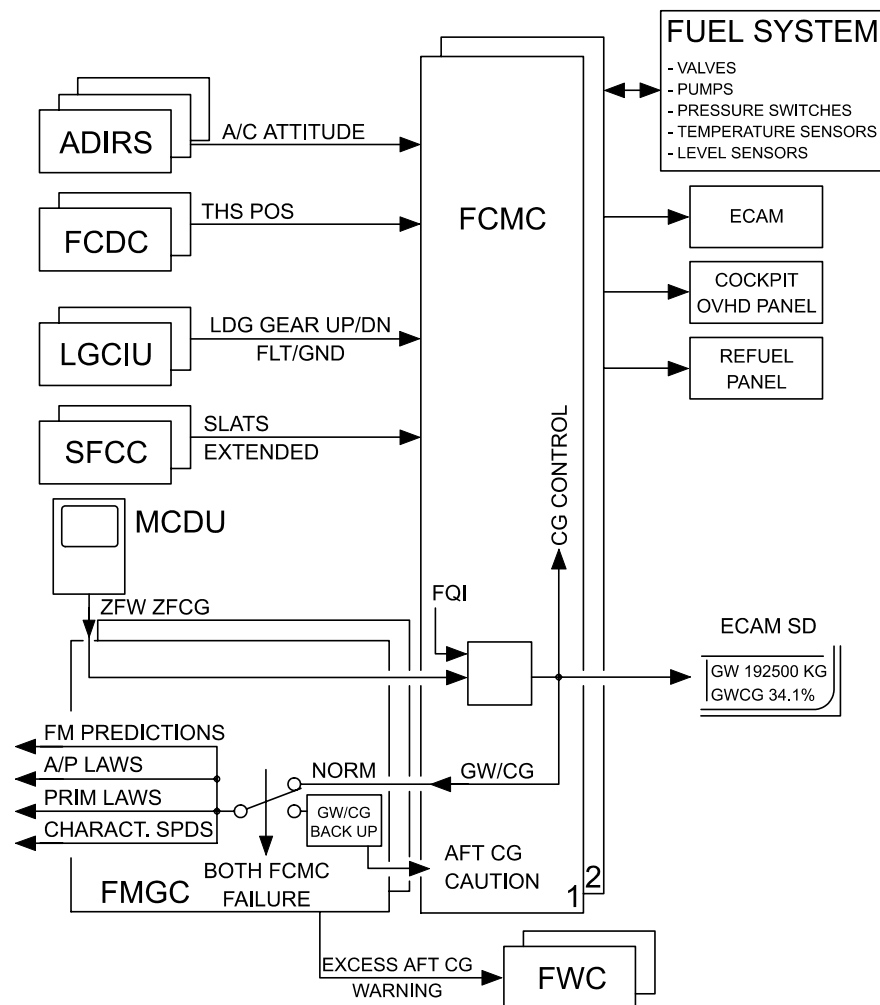 FUEL SYSTEM
- VALVES
- PUMPS
- PRESSURE SWITCHES
- TEMPERATURE SENSORS
- LEVEL SENSORS
ADIRS
A/C ATTITUDE
FCDC
THS POS
FCMC
ECAM
COCKPIT
OVHD PANEL
LGCIU
LDG GEAR UP/DN
FLT/GND
REFUEL
PANEL
SFCC
SLATS
EXTENDED
CG CONTROL
MCDU
ZFW ZFCG
FQI
ECAM SD
GW 192500 KG
GWCG 34.1%
FM PREDICTIONS
A/P LAWS
PRIM LAWS
CHARACT. SPDS
NORM
GW/CG
GW/CG
BACK UP
BOTH FCMC
FAILURE
AFT CG
CAUTION
1
2
FMGC
EXCESS AFT CG
WARNING
FWC